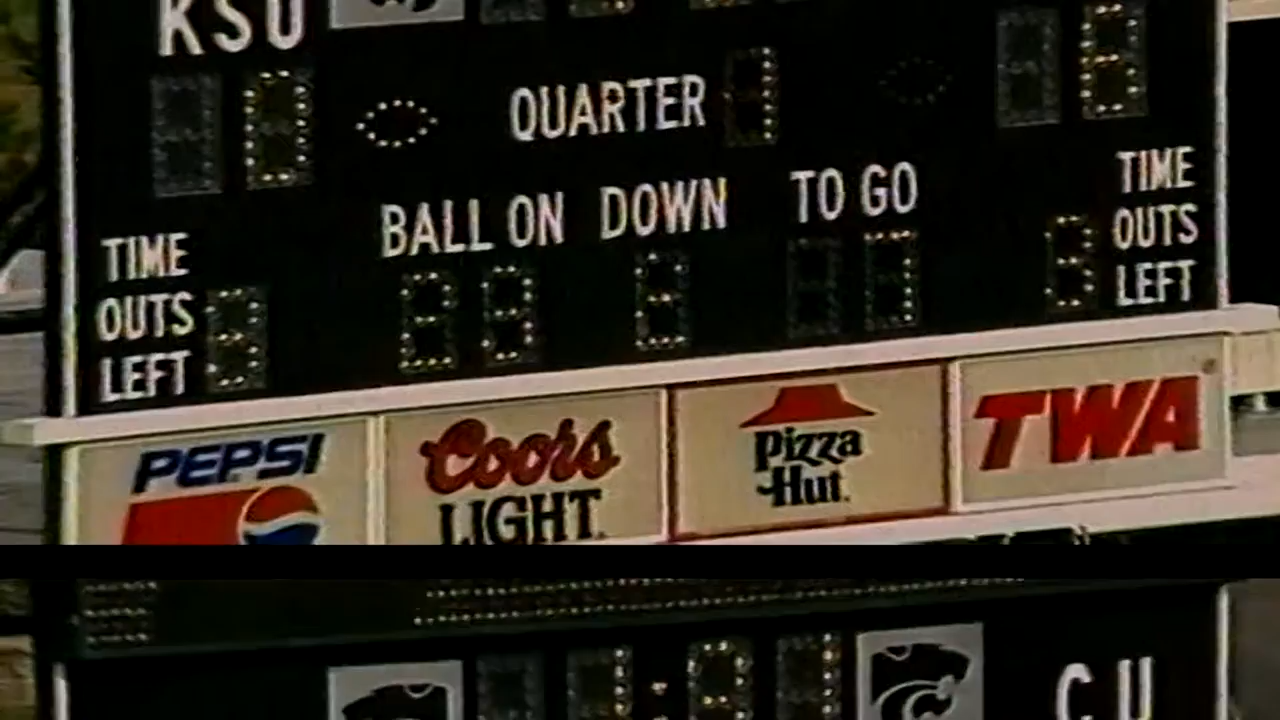 KSU
QUARTER
BALL ON DOWN TO GO
TIME
OUTS
LEFT
TIME
OUTS
LEFT
PEPSI
Coors
LIGHT.
Pizza
Hut.
TWA
CU